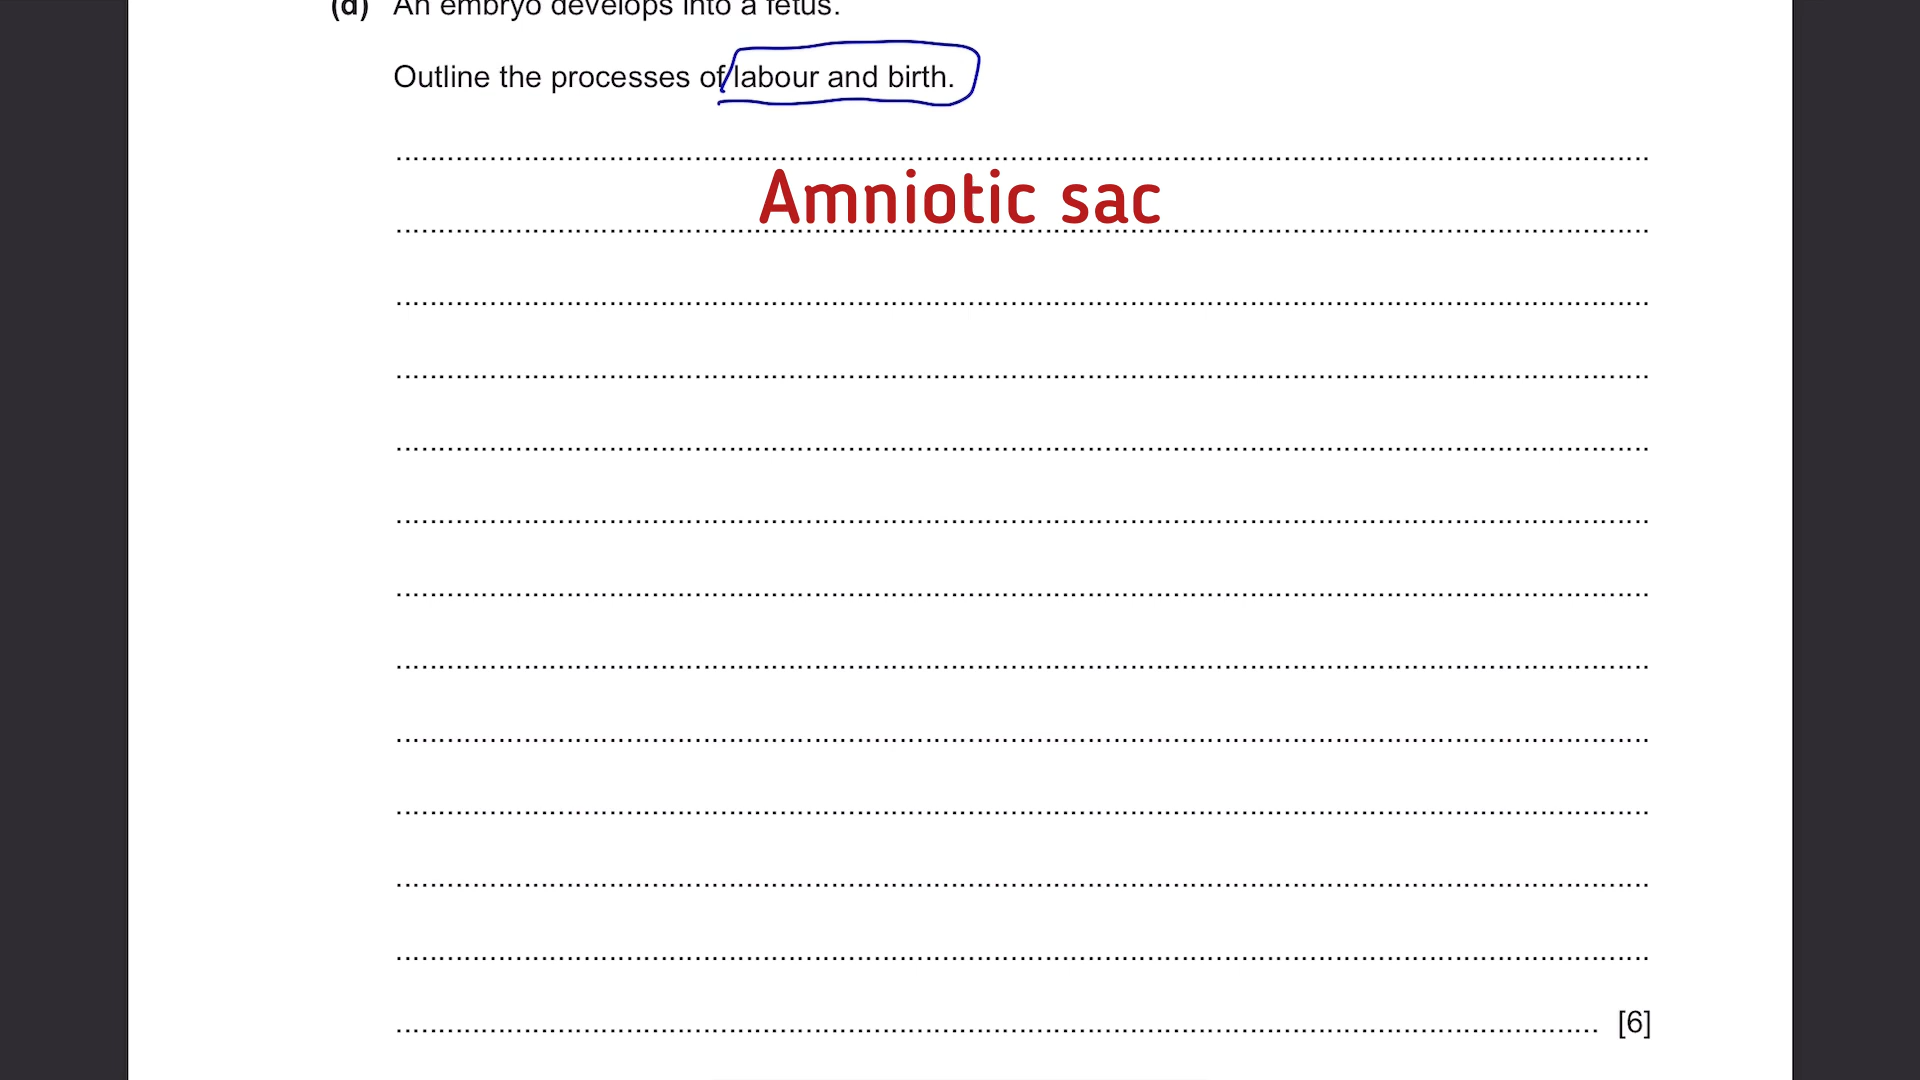 (d) An embryo develops into a fetus.
Outline the processes of labour and birth.
Amniotic sac
[6]